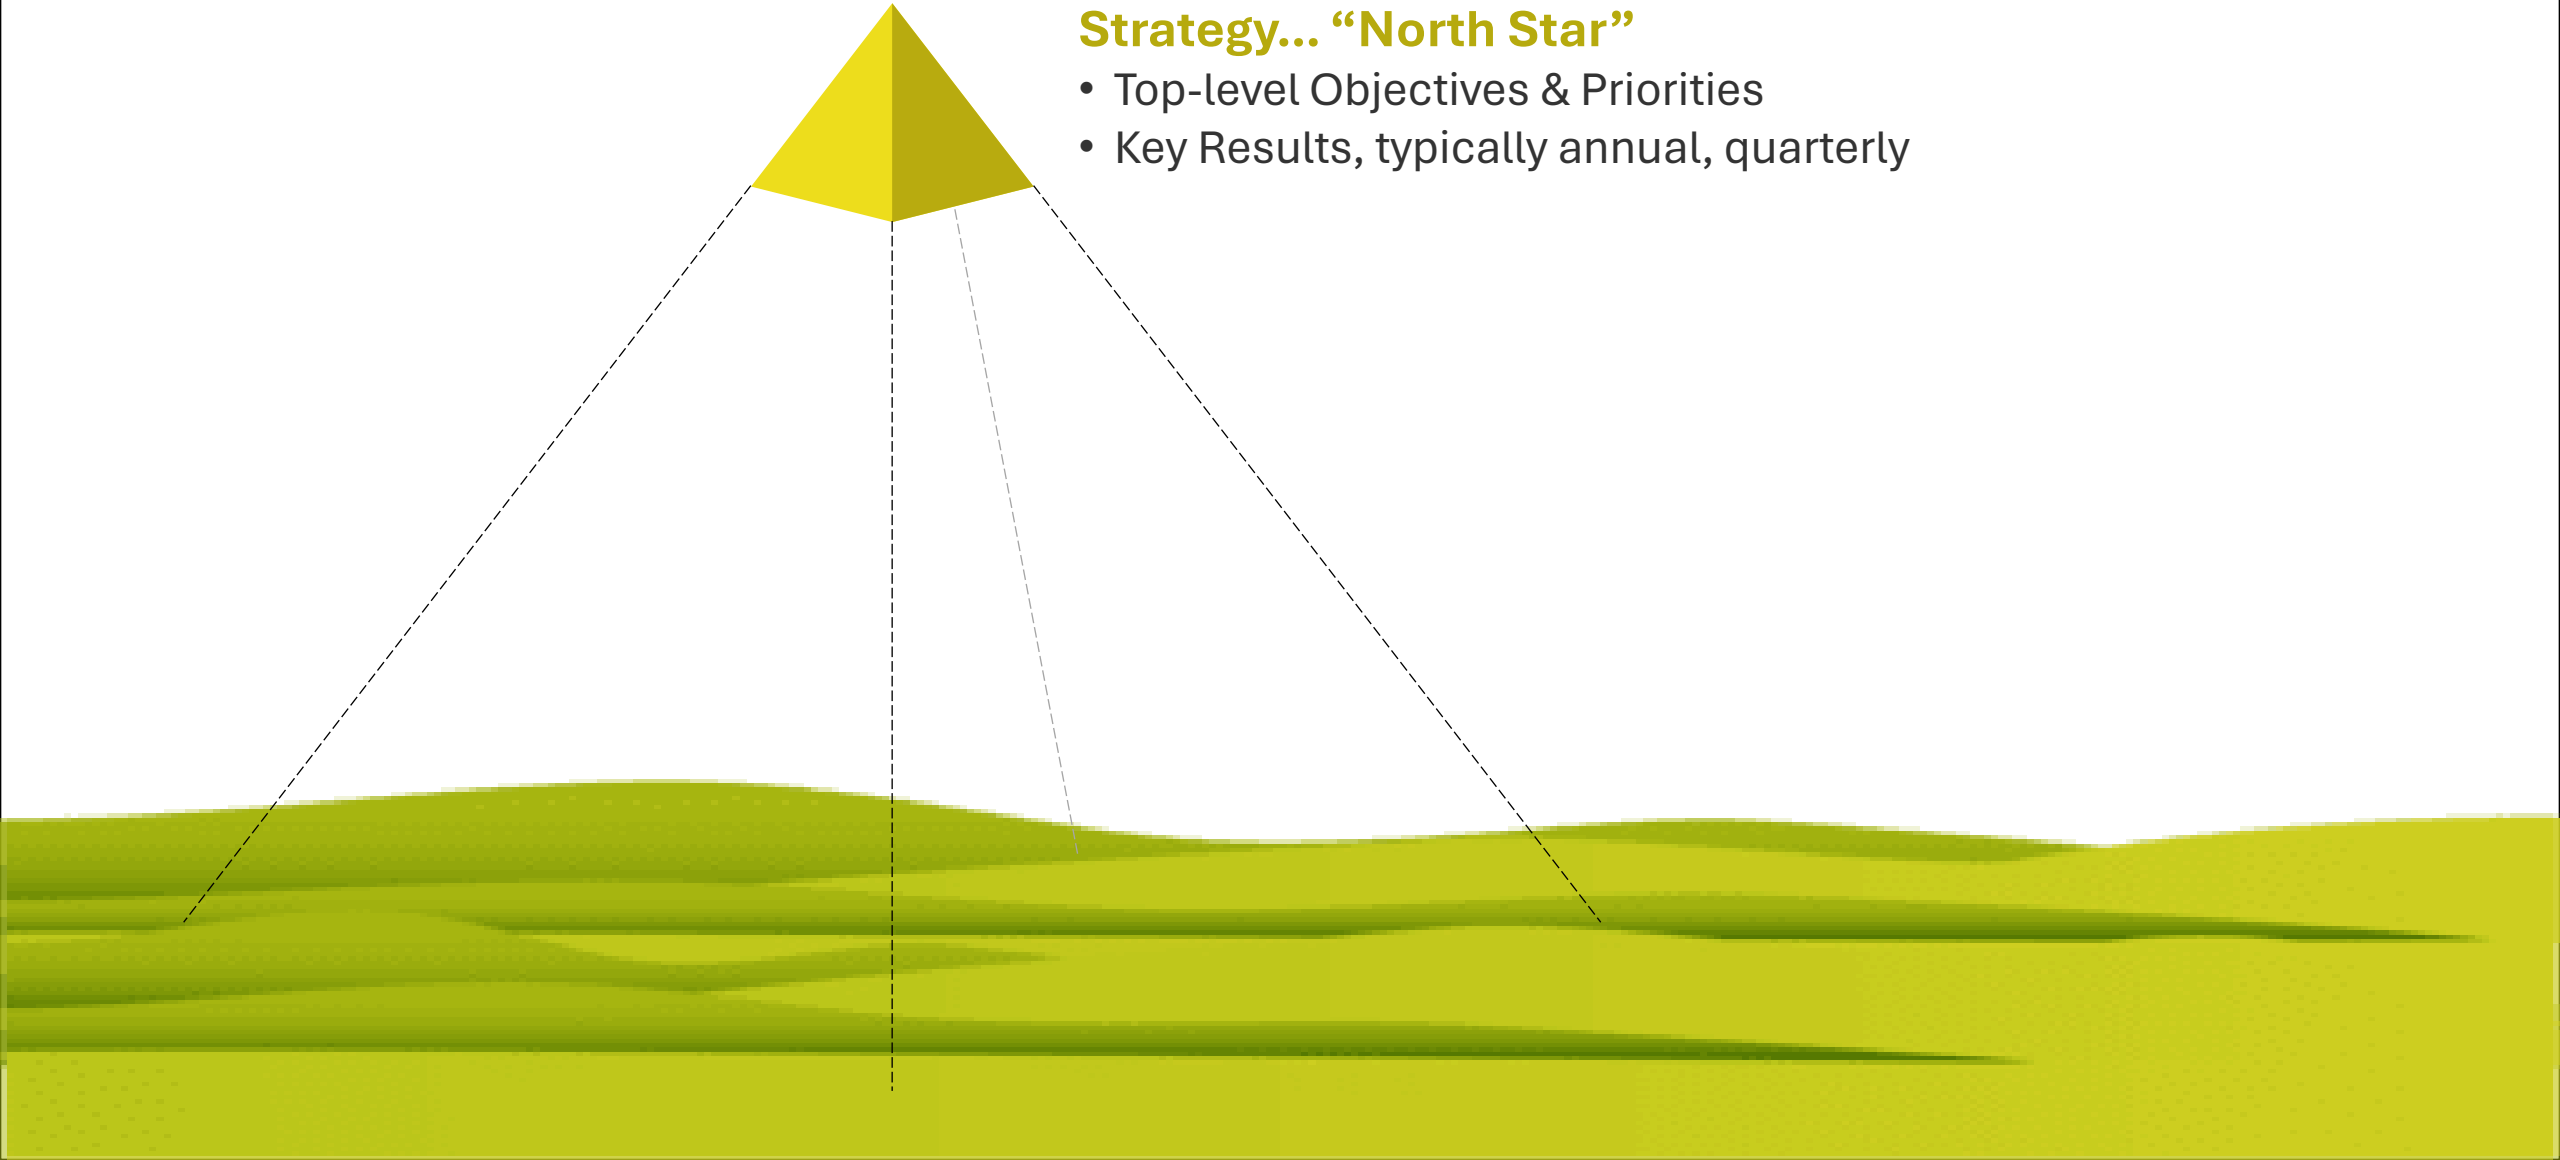 Strategy... “North Star”
• Top-level Objectives & Priorities
• Key Results, typically annual, quarterly